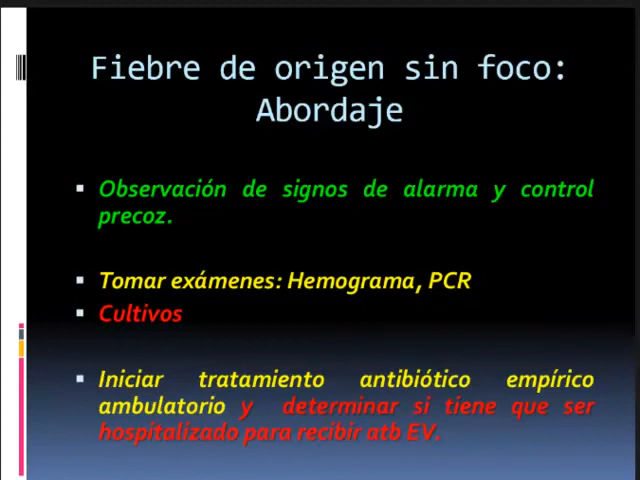 Fiebre de origen sin foco:
Abordaje
▪ Observación de signos de alarma y control
precoz.
▪ Tomar exámenes: Hemograma, PCR
▪ Cultivos
▪ Iniciar tratamiento antibiótico empírico
ambulatorio y determinar si tiene que ser
hospitalizado para recibir atb EV.